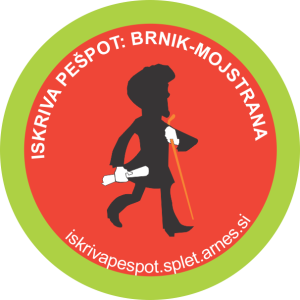 ISKRIVA PEŠPOT: BRNIK-MOJSTRANA
iskrivapespot.splet.arnes.si